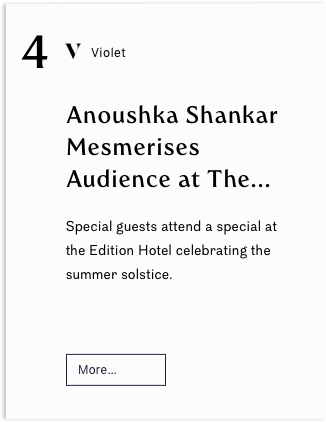 4 V Violet
Anoushka Shankar
Mesmerises
Audience at The...
Special guests attend a special at
the Edition Hotel celebrating the
summer solstice.
More...